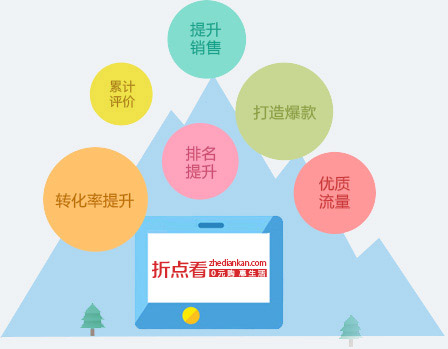 提升
销售
累计
评价
打造爆款
排名
提升
优质
流量
转化率提升
折点看
zhediankan.com
0元购 享生活